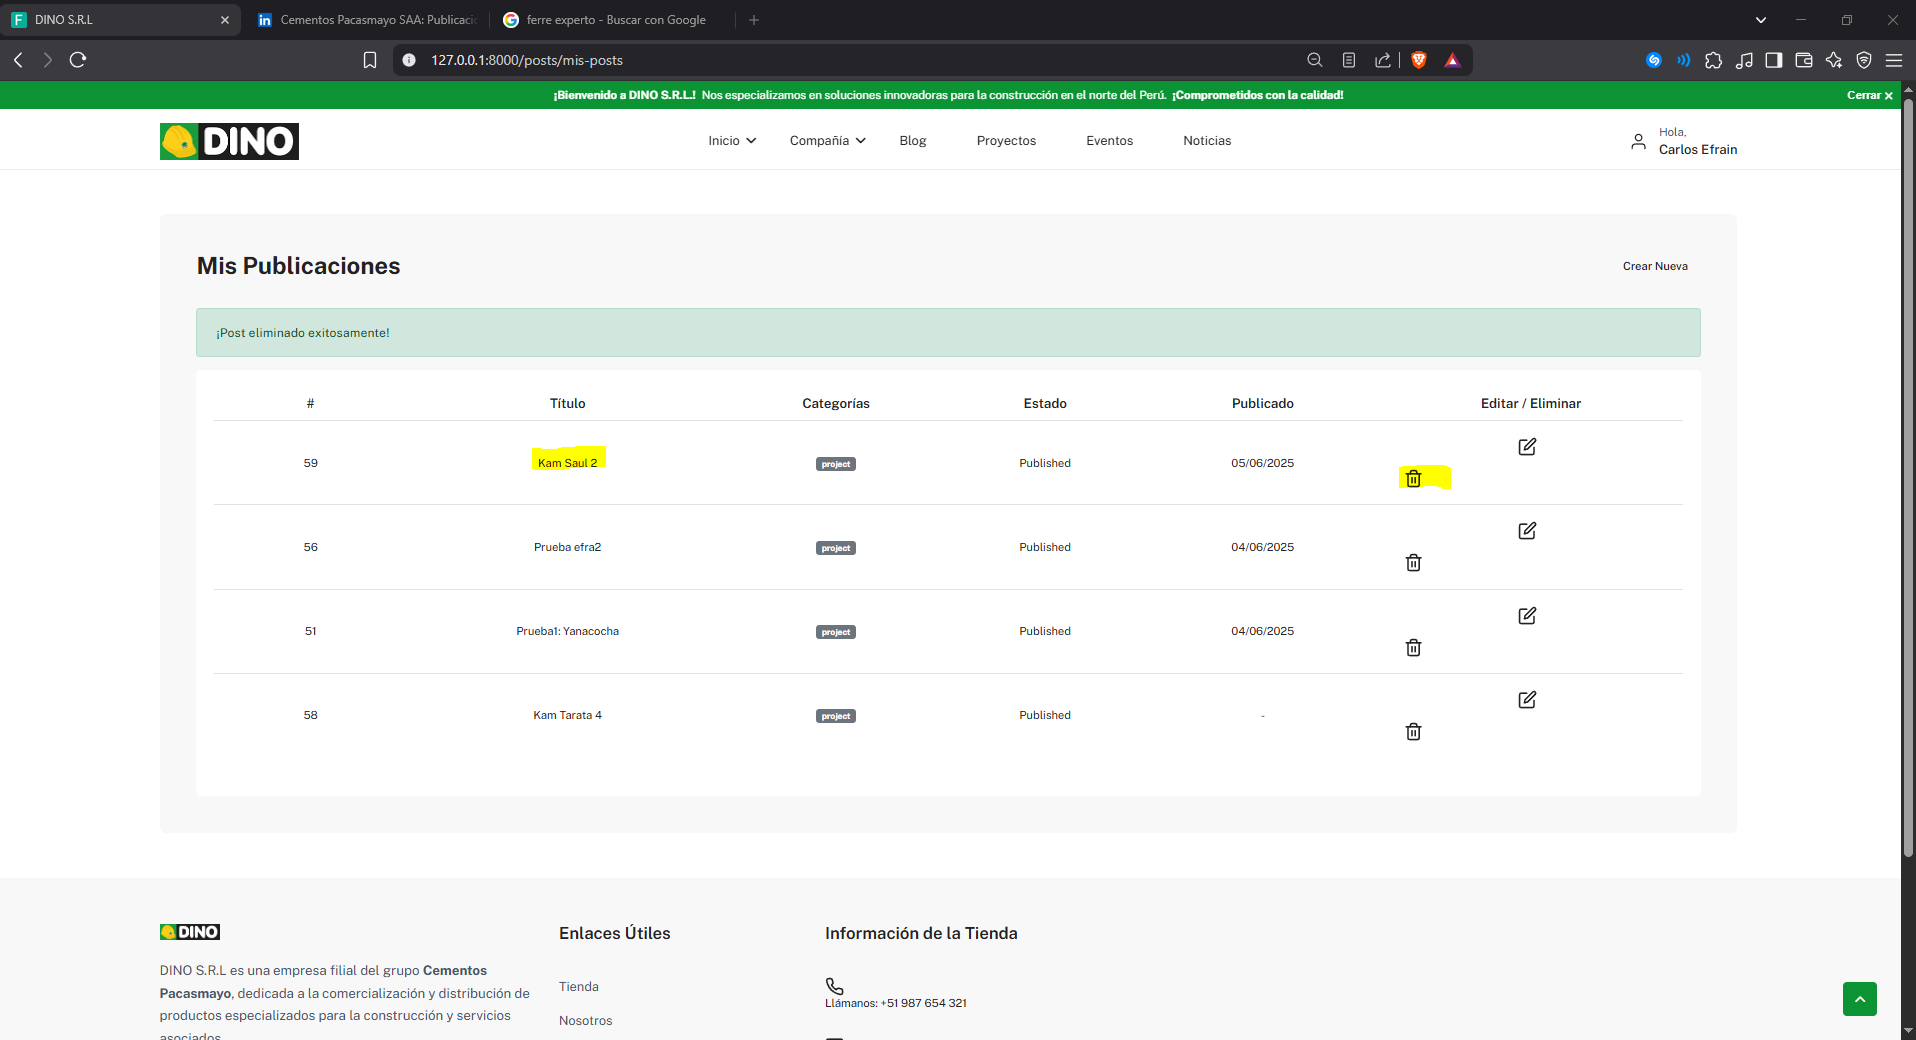 DINO S.R.L
Cementos Pacasmayo SAA: Publicaci
ferre experto - Buscar con Google
127.0.0.1:8000/posts/mis-posts
¡Bienvenido a DINO S.R.L.! Nos especializamos en soluciones innovadoras para la construcción en el norte del Perú. ¡Comprometidos con la calidad!
Cerrar ×
DINO
Inicio
Compañía
Blog
Proyectos
Eventos
Noticias
Hola,
Carlos Efrain
Mis Publicaciones
Crear Nueva
¡Post eliminado exitosamente!
# Título Categorías Estado Publicado Editar / Eliminar
59 Kam Saul 2 project Published 05/06/2025
56 Prueba efra2 project Published 04/06/2025
51 Prueba1: Yanacocha project Published 04/06/2025
58 Kam Tarata 4 project Published -
DINO
DINO S.R.L es una empresa filial del grupo Cementos
Pacasmayo, dedicada a la comercialización y distribución de
productos especializados para la construcción y servicios
asociados
Enlaces Útiles
Tienda
Nosotros
Información de la Tienda
Llámanos: +51 987 654 321